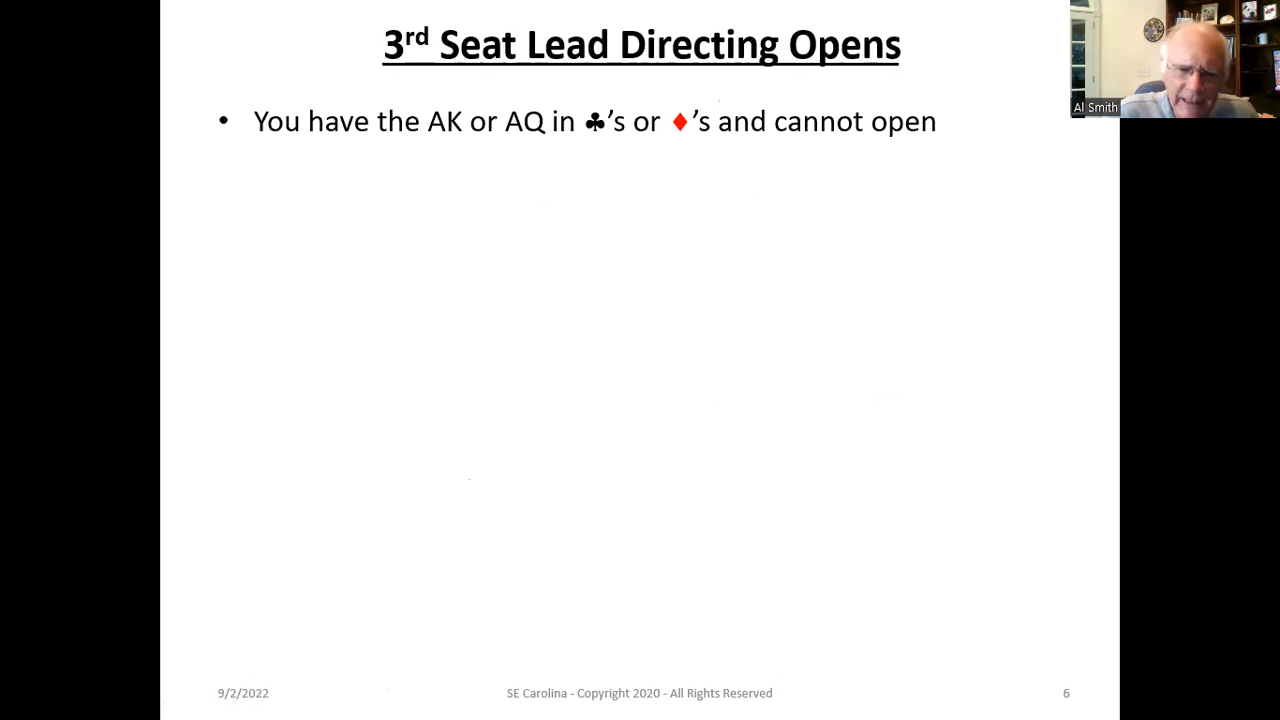 3rd Seat Lead Directing Opens
• You have the AK or AQ in ♣'s or ♦'s and cannot open
Al Smith
9/2/2022
SE Carolina - Copyright 2020 - All Rights Reserved
6